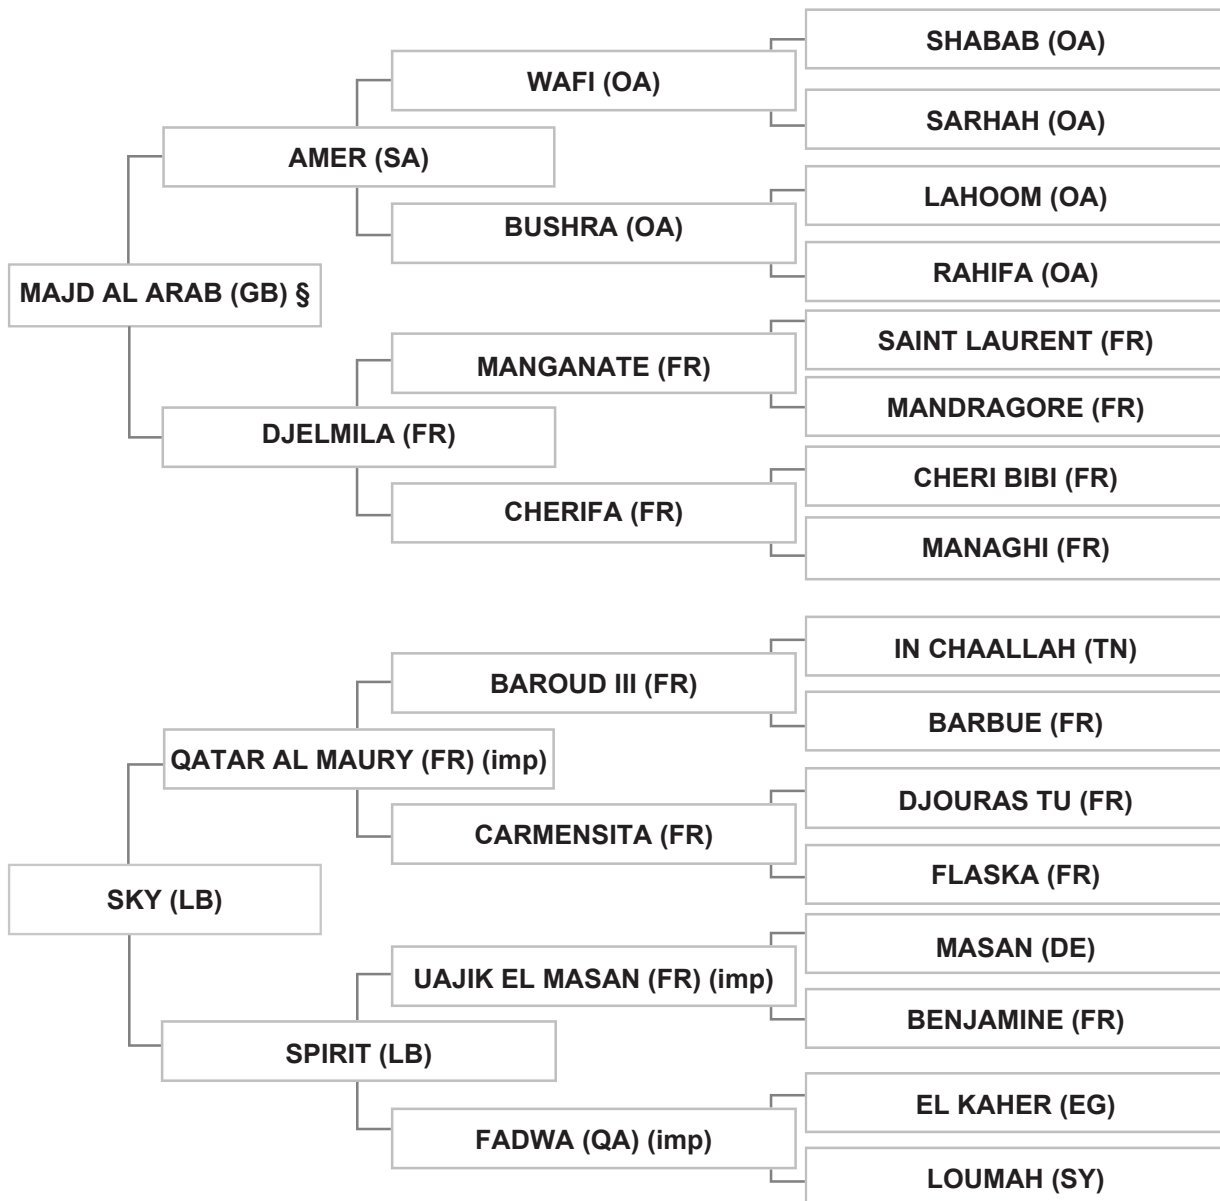 SHABAB (OA)
WAFI (OA)
SARHAH (OA)
AMER (SA)
LAHOOM (OA)
BUSHRA (OA)
RAHIFA (OA)
MAJD AL ARAB (GB) §
SAINT LAURENT (FR)
MANGANATE (FR)
MANDRAGORE (FR)
DJELMILA (FR)
CHERI BIBI (FR)
CHERIFA (FR)
MANAGHI (FR)
IN CHAALLAH (TN)
BAROUD III (FR)
BARBUE (FR)
QATAR AL MAURY (FR) (imp)
DJOURAS TU (FR)
CARMENSITA (FR)
FLASKA (FR)
SKY (LB)
MASAN (DE)
UAJIK EL MASAN (FR) (imp)
BENJAMINE (FR)
SPIRIT (LB)
EL KAHER (EG)
FADWA (QA) (imp)
LOUMAH (SY)